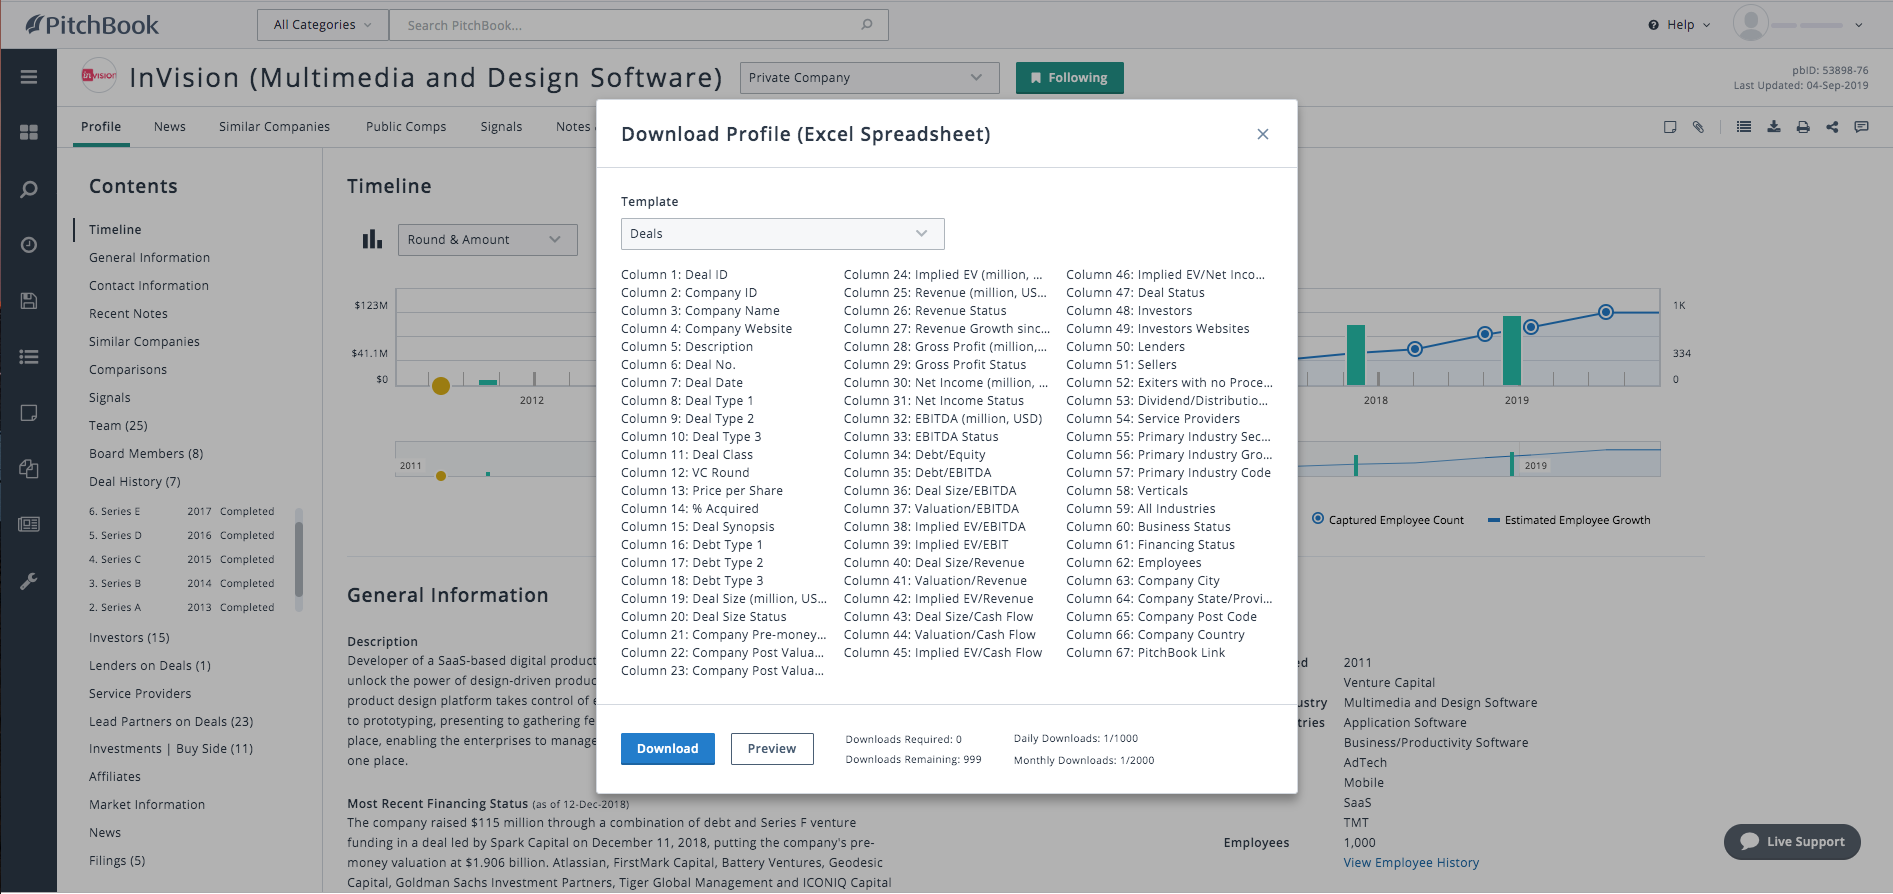 PitchBook
All Categories
Search PitchBook...
Help
InVision (Multimedia and Design Software)
Private Company
Following
pbID: 53898-76
Last Updated: 04-Sep-2019
Profile
News
Similar Companies
Public Comps
Signals
Notes
Contents
Timeline
General Information
Contact Information
Recent Notes
Similar Companies
Comparisons
Signals
Team (25)
Board Members (8)
Deal History (7)
6. Series E 2017 Completed
5. Series D 2016 Completed
4. Series C 2015 Completed
3. Series B 2014 Completed
2. Series A 2013 Completed
Investors (15)
Lenders on Deals (1)
Service Providers
Lead Partners on Deals (23)
Investments | Buy Side (11)
Affiliates
Market Information
News
Filings (5)
Timeline
Round & Amount
$123M
$41.1M
$0
2012
2011
Download Profile (Excel Spreadsheet)
Template
Deals
Column 1: Deal ID
Column 2: Company ID
Column 3: Company Name
Column 4: Company Website
Column 5: Description
Column 6: Deal No.
Column 7: Deal Date
Column 8: Deal Type 1
Column 9: Deal Type 2
Column 10: Deal Type 3
Column 11: Deal Class
Column 12: VC Round
Column 13: Price per Share
Column 14: % Acquired
Column 15: Deal Synopsis
Column 16: Debt Type 1
Column 17: Debt Type 2
Column 18: Debt Type 3
Column 19: Deal Size (million, US...
Column 20: Deal Size Status
Column 21: Company Pre-money...
Column 22: Company Post Valua...
Column 23: Company Post Valua...
Column 24: Implied EV (million, ...
Column 25: Revenue (million, US...
Column 26: Revenue Status
Column 27: Revenue Growth sinc...
Column 28: Gross Profit (million,...
Column 29: Gross Profit Status
Column 30: Net Income (million, ...
Column 31: Net Income Status
Column 32: EBITDA (million, USD)
Column 33: EBITDA Status
Column 34: Debt/Equity
Column 35: Debt/EBITDA
Column 36: Deal Size/EBITDA
Column 37: Valuation/EBITDA
Column 38: Implied EV/EBITDA
Column 39: Implied EV/EBIT
Column 40: Deal Size/Revenue
Column 41: Valuation/Revenue
Column 42: Implied EV/Revenue
Column 43: Deal Size/Cash Flow
Column 44: Valuation/Cash Flow
Column 45: Implied EV/Cash Flow
Column 46: Implied EV/Net Inco...
Column 47: Deal Status
Column 48: Investors
Column 49: Investors Websites
Column 50: Lenders
Column 51: Sellers
Column 52: Exiters with no Proce...
Column 53: Dividend/Distributio...
Column 54: Service Providers
Column 55: Primary Industry Sec...
Column 56: Primary Industry Gro...
Column 57: Primary Industry Code
Column 58: Verticals
Column 59: All Industries
Column 60: Business Status
Column 61: Financing Status
Column 62: Employees
Column 63: Company City
Column 64: Company State/Provi...
Column 65: Company Post Code
Column 66: Company Country
Column 67: PitchBook Link
Download
Preview
Downloads Required: 0
Downloads Remaining: 999
Daily Downloads: 1/1000
Monthly Downloads: 1/2000
1K
334
0
2018
2019
2019
Captured Employee Count
Estimated Employee Growth
General Information
Description
Developer of a SaaS-based digital product
unlock the power of design-driven produc
product design platform takes control of e
to prototyping, presenting to gathering fe
place, enabling the enterprises to manage
one place.
Most Recent Financing Status (as of 12-Dec-2018)
The company raised $115 million through a combination of debt and Series F venture
funding in a deal led by Spark Capital on December 11, 2018, putting the company's pre-
money valuation at $1.906 billion. Atlassian, FirstMark Capital, Battery Ventures, Geodesic
Capital, Goldman Sachs Investment Partners, Tiger Global Management and ICONIQ Capital
ed 2011
Venture Capital
ustry Multimedia and Design Software
tries Application Software
Business/Productivity Software
AdTech
Mobile
SaaS
TMT
Employees 1,000
View Employee History
Live Support